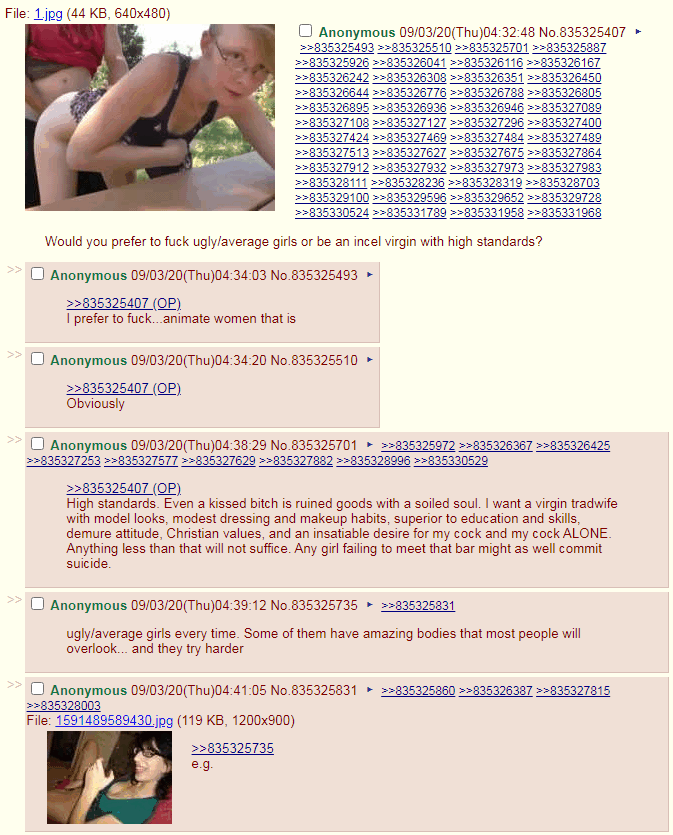 File: 1.jpg (44 KB, 640x480)
Anonymous 09/03/20(Thu)04:32:48 No.835325407 ►
>>835325493 >>835325510 >>835325701 >>835325887
>>835325926 >>835326041 >>835326116 >>835326167
>>835326242 >>835326308 >>835326351 >>835326450
>>835326644 >>835326776 >>835326788 >>835326805
>>835326895 >>835326936 >>835326946 >>835327089
>>835327108 >>835327127 >>835327296 >>835327400
>>835327424 >>835327469 >>835327484 >>835327489
>>835327513 >>835327627 >>835327675 >>835327864
>>835327912 >>835327932 >>835327973 >>835327983
>>835328111 >>835328236 >>835328319 >>835328703
>>835329100 >>835329596 >>835329652 >>835329728
>>835330524 >>835331789 >>835331958 >>835331968
Would you prefer to fuck ugly/average girls or be an incel virgin with high standards?
>> Anonymous 09/03/20(Thu)04:34:03 No.835325493 ►
>>835325407 (OP)
I prefer to fuck...animate women that is
>> Anonymous 09/03/20(Thu)04:34:20 No.835325510 ►
>>835325407 (OP)
Obviously
>> Anonymous 09/03/20(Thu)04:38:29 No.835325701 ► >>835325972 >>835326367 >>835326425
>>835327253 >>835327577 >>835327629 >>835327882 >>835328996 >>835330529
>>835325407 (OP)
High standards. Even a kissed bitch is ruined goods with a soiled soul. I want a virgin tradwife
with model looks, modest dressing and makeup habits, superior to education and skills,
demure attitude, Christian values, and an insatiable desire for my cock and my cock ALONE.
Anything less than that will not suffice. Any girl failing to meet that bar might as well commit
suicide.
>> Anonymous 09/03/20(Thu)04:39:12 No.835325735 ► >>835325831
ugly/average girls every time. Some of them have amazing bodies that most people will
overlook... and they try harder
>> Anonymous 09/03/20(Thu)04:41:05 No.835325831 ► >>835325860 >>835326387 >>835327815
>>835328003
File: 1591489589430.jpg (119 KB, 1200x900)
>>835325735
e.g.